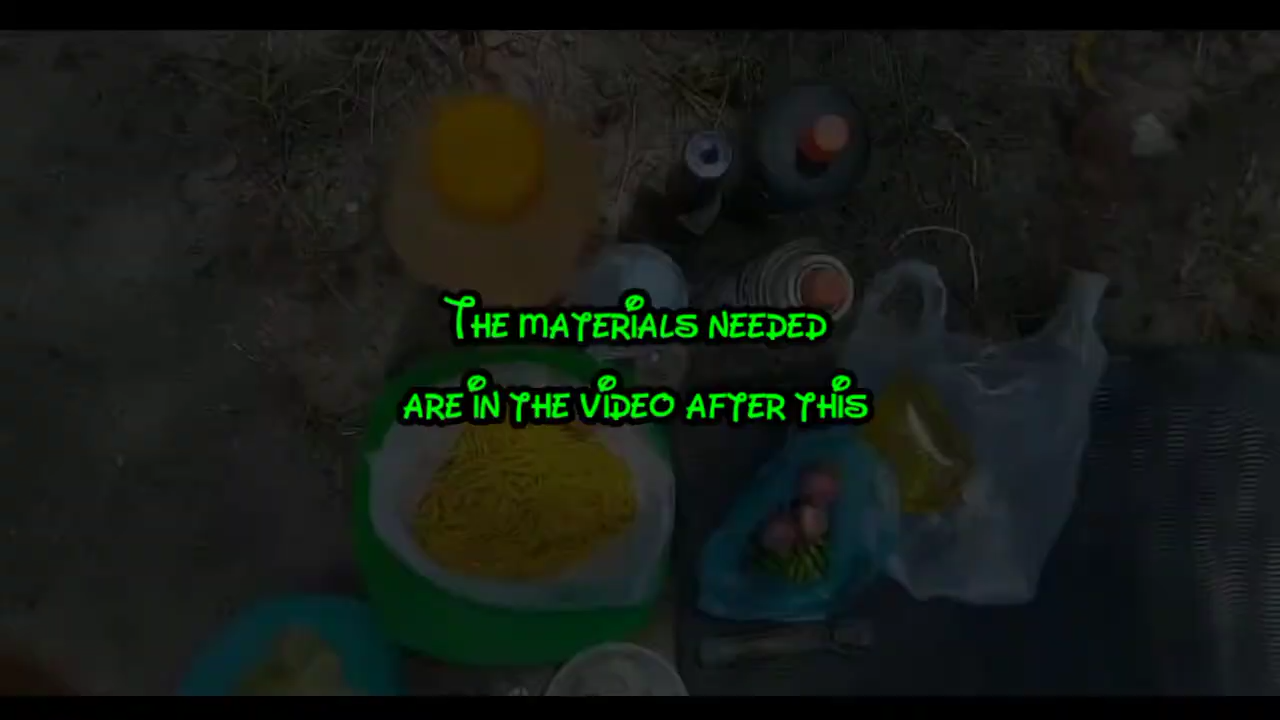 The materials needed
are in the video after this